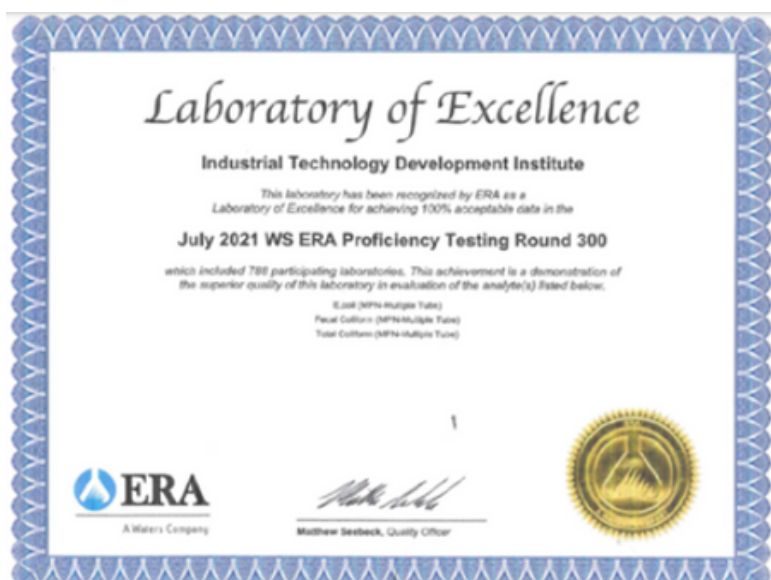 Laboratory of Excellence
Industrial Technology Development Institute
This laboratory has been recognized by ERA as a
Laboratory of Excellence for achieving 100% acceptable data in the
July 2021 WS ERA Proficiency Testing Round 300
which included 788 participating laboratories. This achievement is a demonstration of
the superior quality of this laboratory in evaluation of the analyte(s) listed below.
E.coli (MPN-Multiple Tube)
Fecal Coliform (MPN-Multiple Tube)
Total Coliform (MPN-Multiple Tube)
ERA
A Waters Company
Matthew Seebeck, Quality Officer